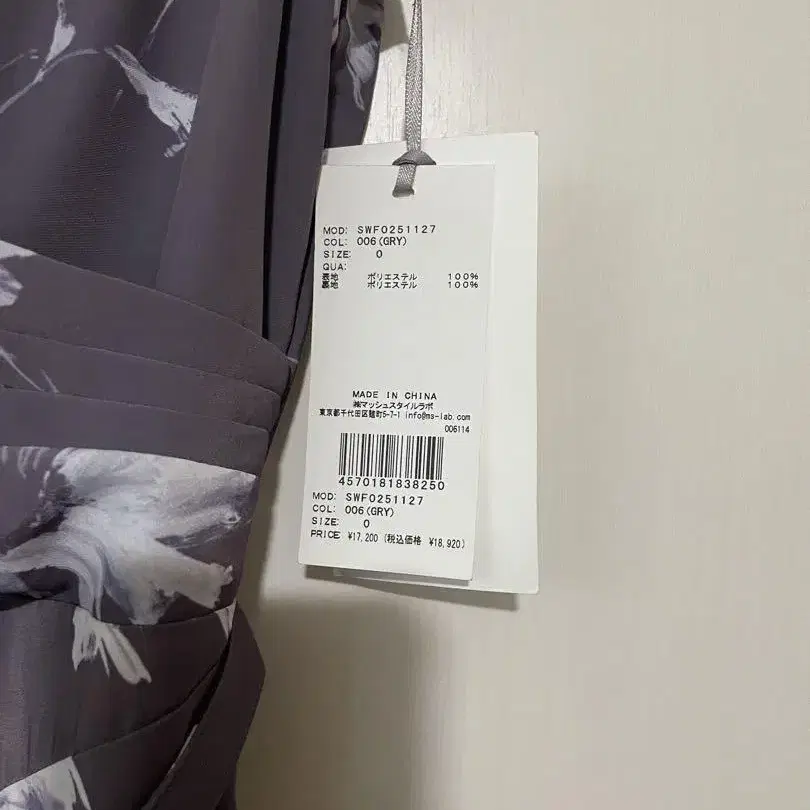 MOD: SWFO251127
COL: 006(GRY)
SIZE: 0
QUA:
表地 ポリエステル 100%
裏地 ポリエステル 100%
MADE IN CHINA
㈱マッシュスタイルラボ
東京都千代田区麹町5-7-1 info@ms-lab.com
006114
4570181838250
MOD: SWFO251127
COL: 006(GRY)
SIZE: 0
PRICE: ¥17,200 (税込価格 ¥18,920)